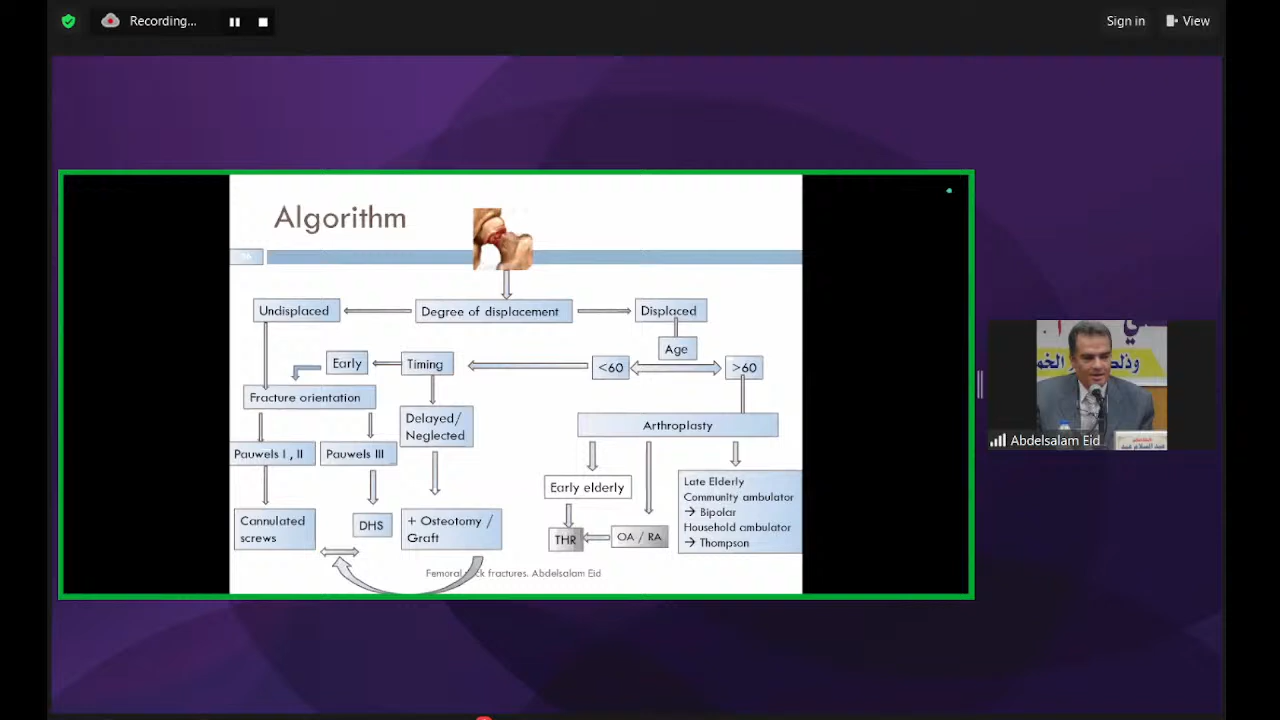 Recording...
Sign in
View
Algorithm
16
Undisplaced
Degree of displacement
Displaced
Age
Early
Timing
<60
>60
Fracture orientation
Delayed/
Neglected
Arthroplasty
Pauwels I , II
Pauwels III
Early elderly
Late Elderly
Community ambulator
→ Bipolar
Household ambulator
→ Thompson
Cannulated
screws
DHS
+ Osteotomy /
Graft
THR
OA / RA
Femoral neck fractures. Abdelsalam Eid
Abdelsalam Eid